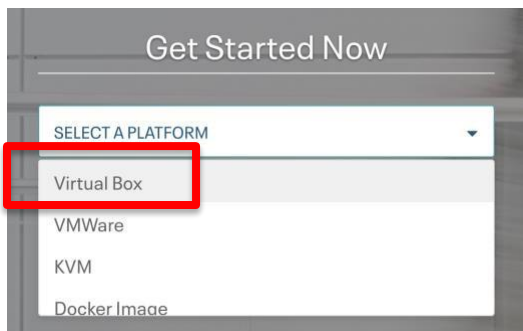 Get Started Now
SELECT A PLATFORM
Virtual Box
VMWare
KVM
Docker Image